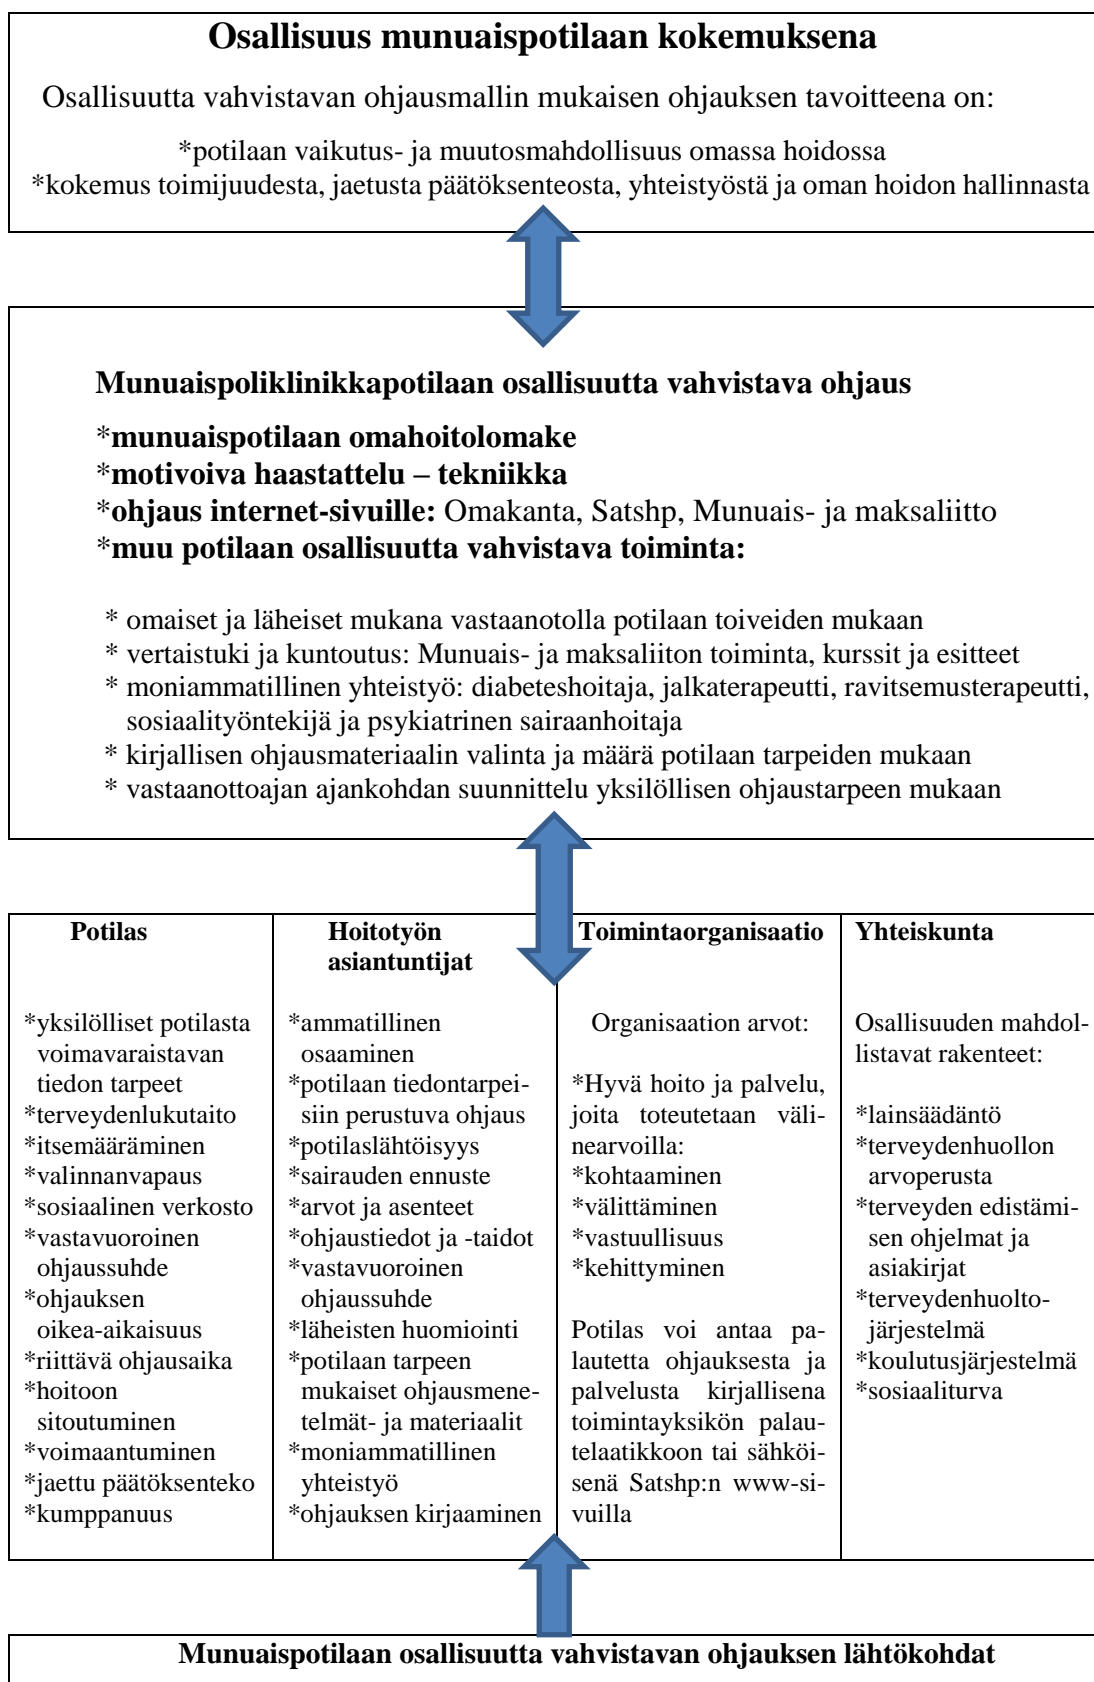 Osallisuus munuaispotilaan kokemuksena
Osallisuutta vahvistavan ohjausmallin mukaisen ohjauksen tavoitteena on:
*potilaan vaikutus- ja muutosmahdollisuus omassa hoidossa
*kokemus toimijuudesta, jaetusta päätöksenteosta, yhteistyöstä ja oman hoidon hallinnasta
Munuaispoliklinikkapotilaan osallisuutta vahvistava ohjaus
*munuaispotilaan omahoitolomake
*motivoiva haastattelu – tekniikka
*ohjaus internet-sivuille: Omakanta, Satshp, Munuais- ja maksaliitto
*muu potilaan osallisuutta vahvistava toiminta:
* omaiset ja läheiset mukana vastaanotolla potilaan toiveiden mukaan
* vertaistuki ja kuntoutus: Munuais- ja maksaliiton toiminta, kurssit ja esitteet
* moniammatillinen yhteistyö: diabeteshoitaja, jalkaterapeutti, ravitsemusterapeutti,
sosiaalityöntekijä ja psykiatrinen sairaanhoitaja
* kirjallisen ohjausmateriaalin valinta ja määrä potilaan tarpeiden mukaan
* vastaanottoajan ajankohdan suunnittelu yksilöllisen ohjaustarpeen mukaan
Potilas
*yksilölliset potilasta
voimavaraistavan
tiedon tarpeet
*terveydenlukutaito
*itsemääräminen
*valinnanvapaus
*sosiaalinen verkosto
*vastavuoroinen
ohjaussuhde
*ohjauksen
oikea-aikaisuus
*riittävä ohjausaika
*hoitoon
sitoutuminen
*voimaantuminen
*jaettu päätöksenteko
*kumppanuus
Hoitotyön
asiantuntijat
*ammatillinen
osaaminen
*potilaan tiedontarpei-
siin perustuva ohjaus
*potilaslähtöisyys
*sairauden ennuste
*arvot ja asenteet
*ohjaustiedot ja -taidot
*vastavuoroinen
ohjaussuhde
*läheisten huomiointi
*potilaan tarpeen
mukaiset ohjausmene-
telmät- ja materiaalit
*moniammatillinen
yhteistyö
*ohjauksen kirjaaminen
Toimintaorganisaatio
Organisaation arvot:
*Hyvä hoito ja palvelu,
joita toteutetaan väli-
nearvoilla:
*kohtaaminen
*välittäminen
*vastuullisuus
*kehittyminen
Potilas voi antaa pa-
lautetta ohjauksesta ja
palvelusta kirjallisena
toimintayksikön palau-
telaatikkoon tai sähköi-
senä Satshp:n www-si-
vuilla
Yhteiskunta
Osallisuuden mahdol-
listavat rakenteet:
*lainsäädäntö
*terveydenhuollon
arvoperusta
*terveyden edistämi-
sen ohjelmat ja
asiakirjat
*terveydenhuolto-
järjestelmä
*koulutusjärjestelmä
*sosiaaliturva
Munuaispotilaan osallisuutta vahvistavan ohjauksen lähtökohdat